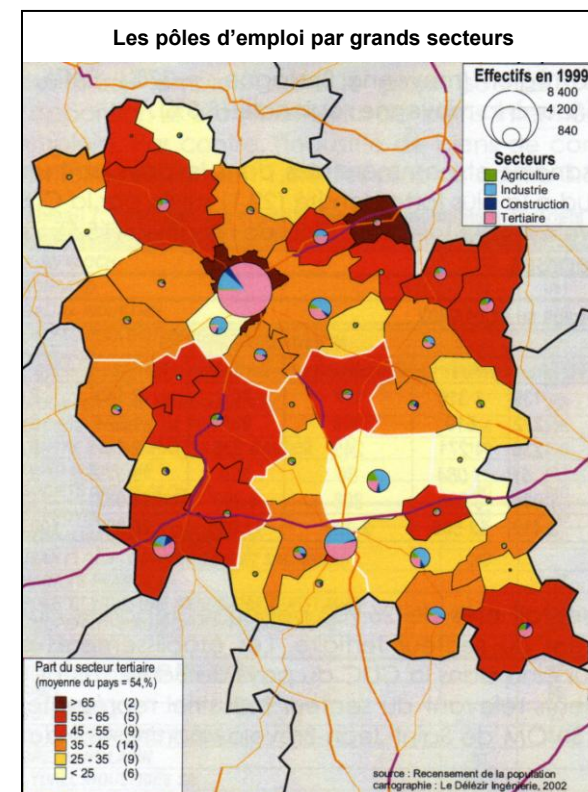 Les pôles d'emploi par grands secteurs
Effectifs en 1999
8 400
4 200
840
Secteurs
Agriculture
Industrie
Construction
Tertiaire
Part du secteur tertiaire
(moyenne du pays = 54,%)
> 65 (2)
55 - 65 (5)
45 - 55 (9)
35 - 45 (14)
25 - 35 (9)
< 25 (6)
source : Recensement de la population
cartographie : Le Délézir Ingénierie, 2002